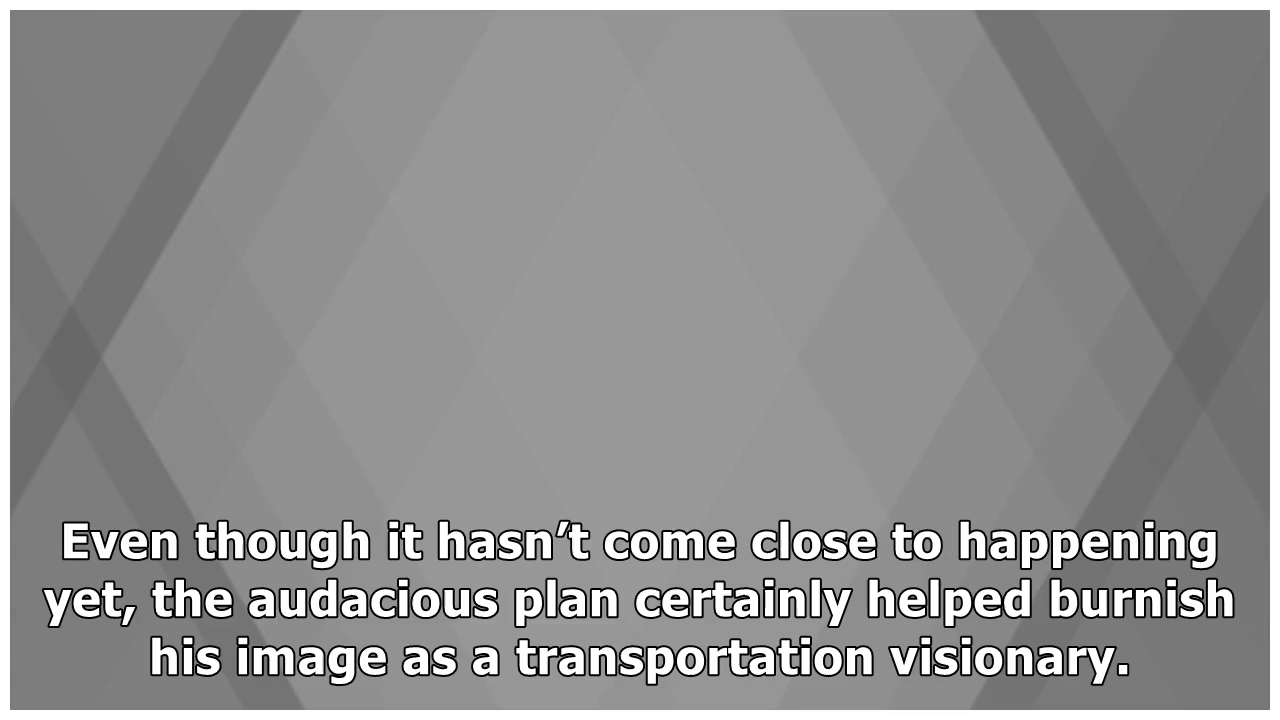 Even though it hasn’t come close to happening
yet, the audacious plan certainly helped burnish
his image as a transportation visionary.